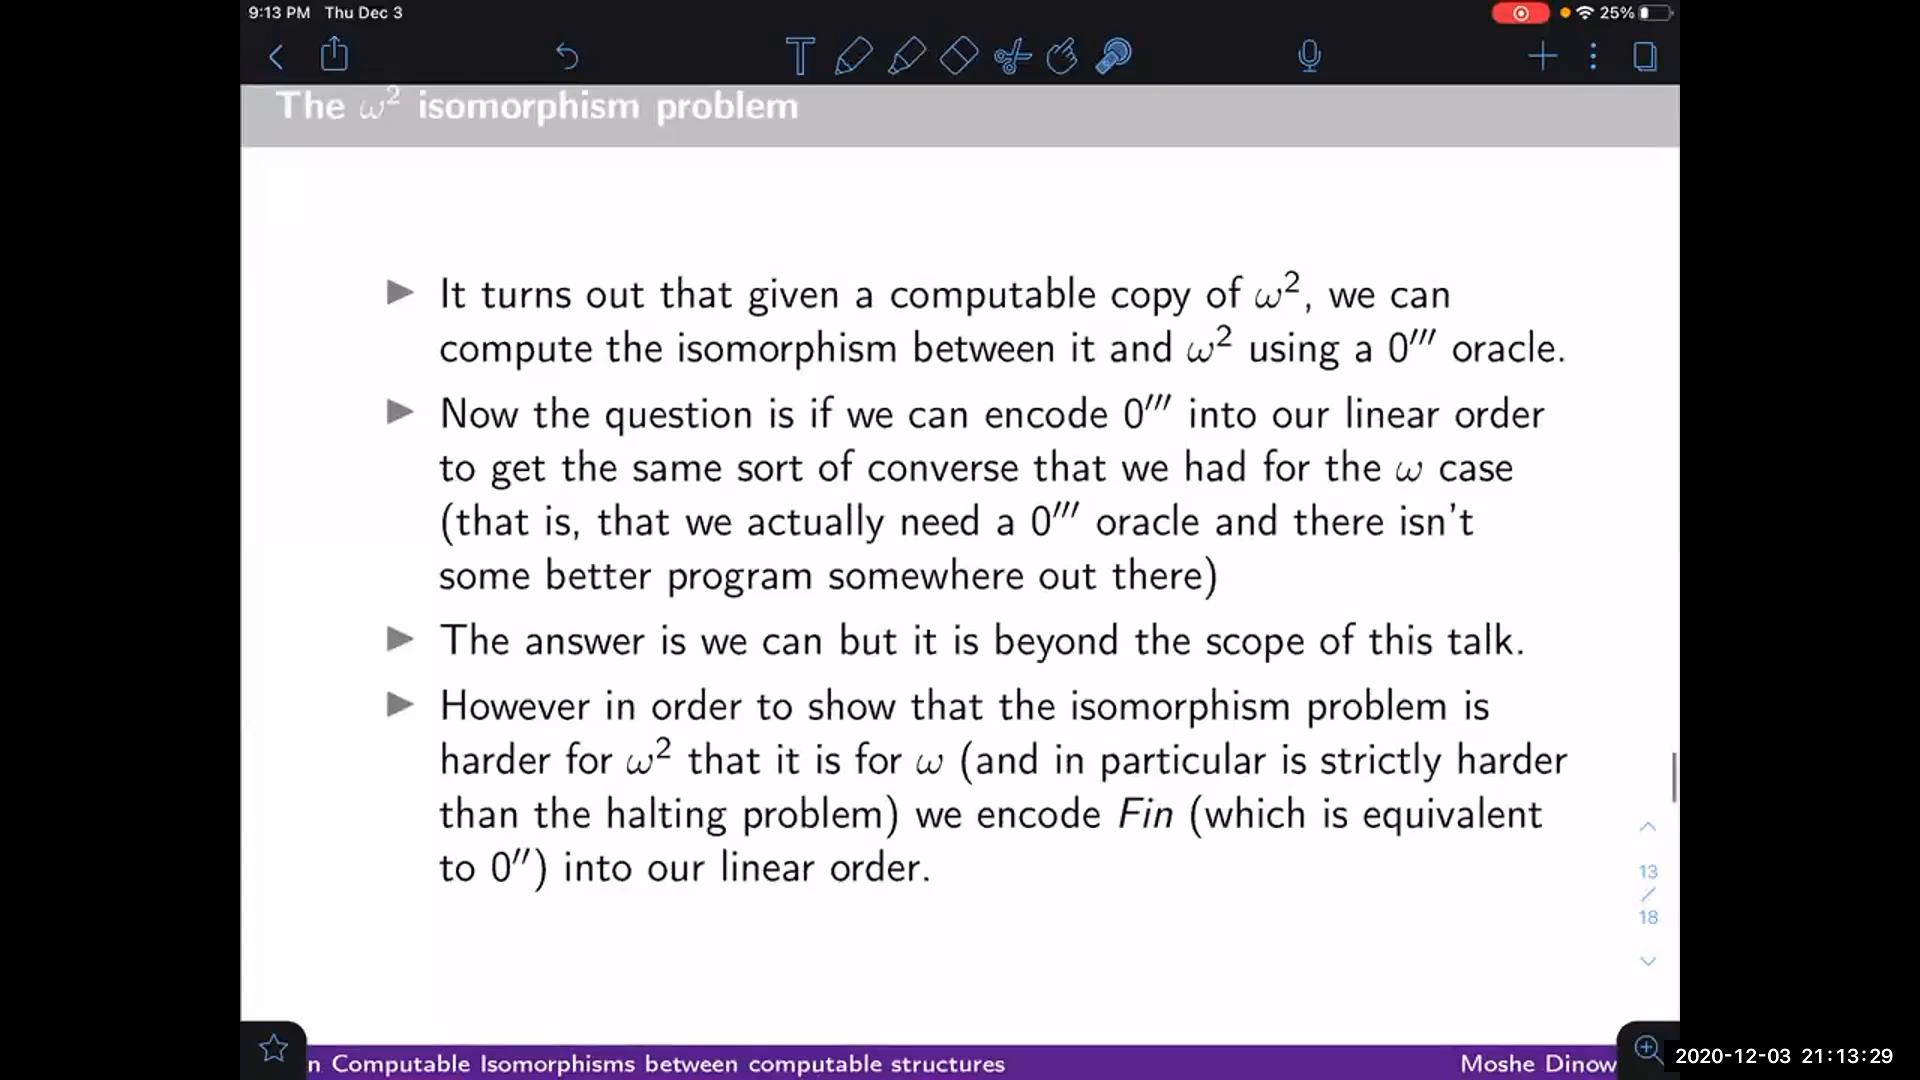 9:13 PM Thu Dec 3
25%
The ω² isomorphism problem
▶ It turns out that given a computable copy of ω², we can
compute the isomorphism between it and ω² using a 0′′′ oracle.
▶ Now the question is if we can encode 0′′′ into our linear order
to get the same sort of converse that we had for the ω case
(that is, that we actually need a 0′′′ oracle and there isn't
some better program somewhere out there)
▶ The answer is we can but it is beyond the scope of this talk.
▶ However in order to show that the isomorphism problem is
harder for ω² that it is for ω (and in particular is strictly harder
than the halting problem) we encode Fin (which is equivalent
to 0′′) into our linear order.
13
/
18
n Computable Isomorphisms between computable structures
Moshe Dinow
2020-12-03 21:13:29